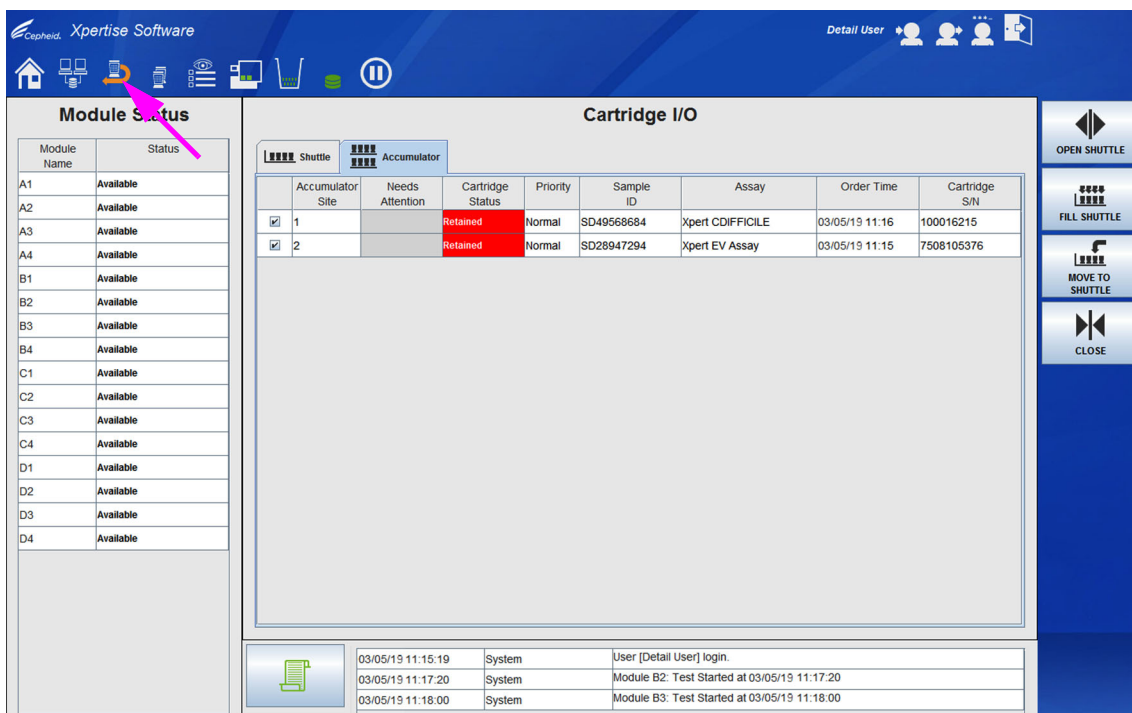 Cepheid. Xpertise Software
Detail User
Module Status
Cartridge I/O
Module Name Status
A1 Available
A2 Available
A3 Available
A4 Available
B1 Available
B2 Available
B3 Available
B4 Available
C1 Available
C2 Available
C3 Available
C4 Available
D1 Available
D2 Available
D3 Available
D4 Available
Shuttle Accumulator
Accumulator Site Needs Attention Cartridge Status Priority Sample ID Assay Order Time Cartridge S/N
1 Retained Normal SD49568684 Xpert CDIFFICILE 03/05/19 11:16 100016215
2 Retained Normal SD28947294 Xpert EV Assay 03/05/19 11:15 7508105376
OPEN SHUTTLE
FILL SHUTTLE
MOVE TO
SHUTTLE
CLOSE
03/05/19 11:15:19 System User [Detail User] login.
03/05/19 11:17:20 System Module B2: Test Started at 03/05/19 11:17:20
03/05/19 11:18:00 System Module B3: Test Started at 03/05/19 11:18:00